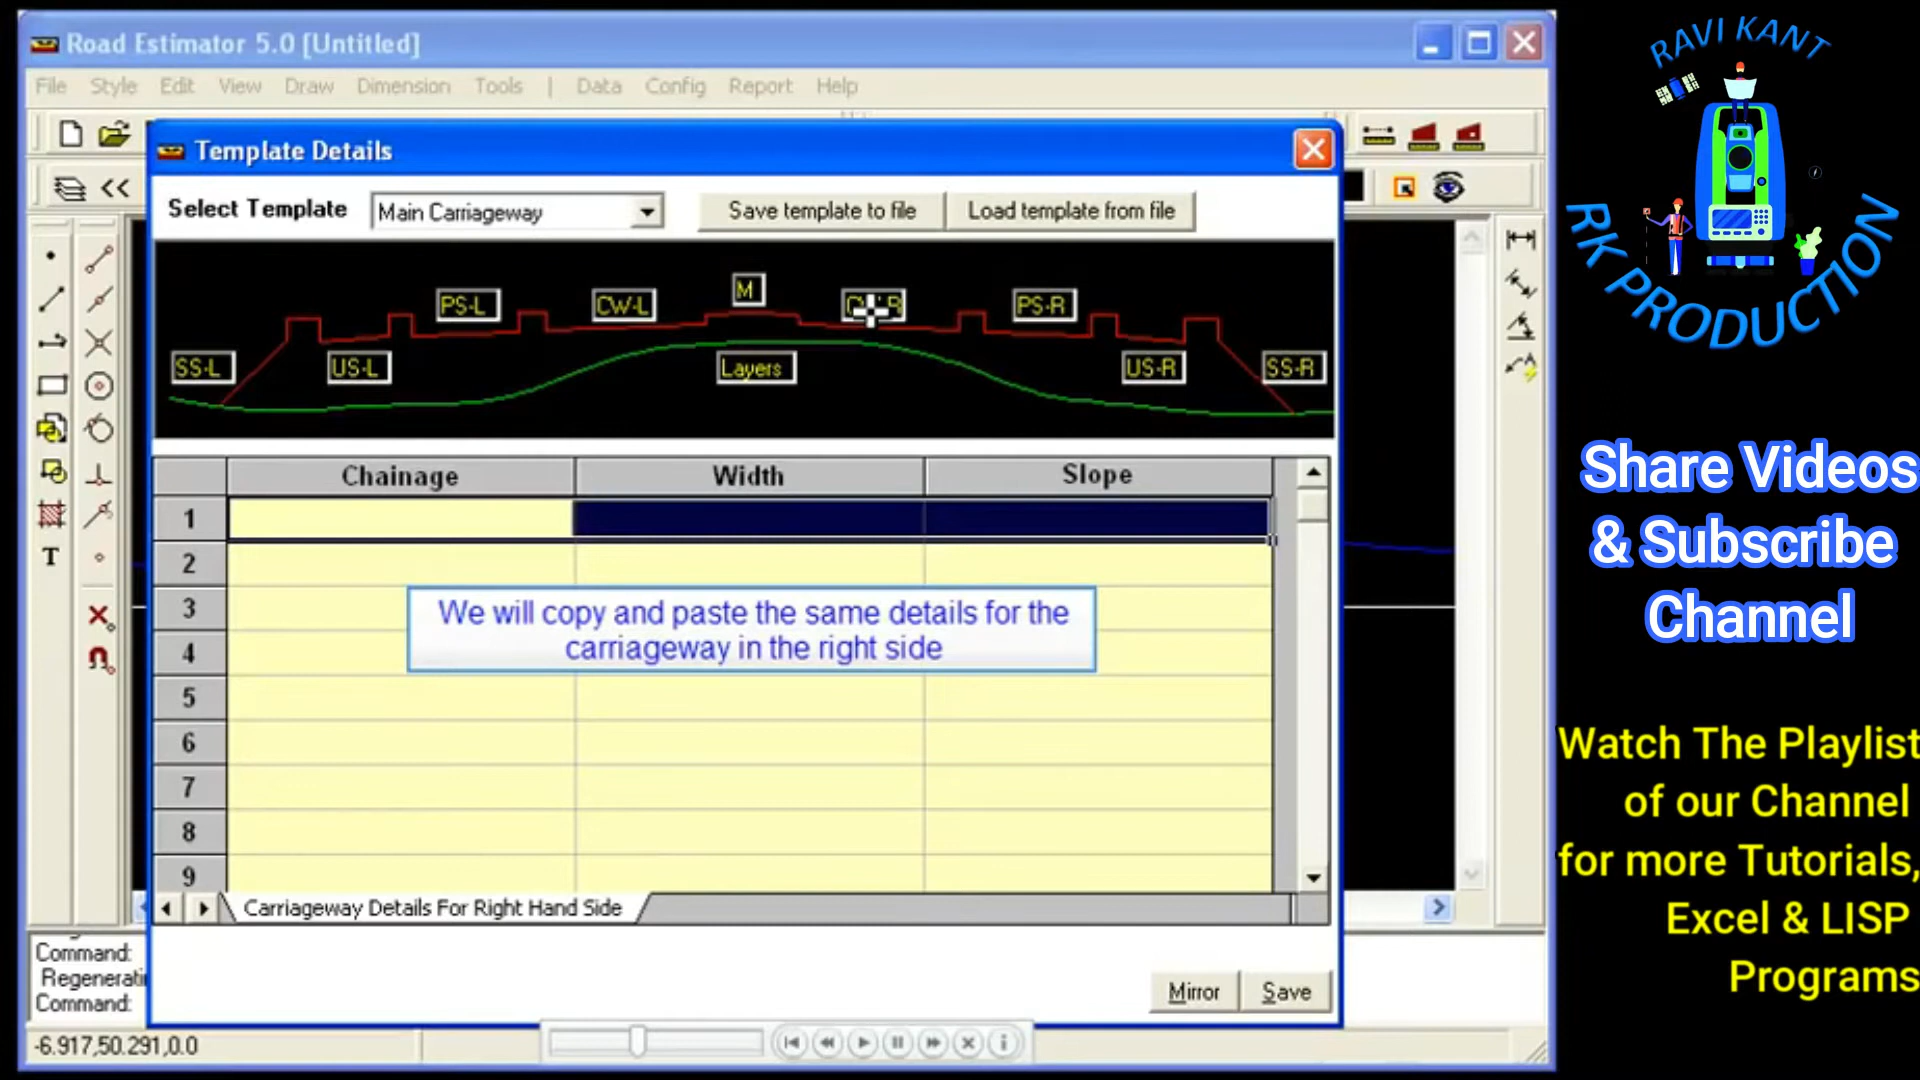 Road Estimator 5.0 [Untitled]
File Style Edit View Draw Dimension Tools | Data Config Report Help
Template Details
Select Template Main Carriageway Save template to file Load template from file
PS-L CW-L M PS-R
SS-L US-L Layers US-R SS-R
Chainage Width Slope
1
2
3
4
5
6
7
8
9
We will copy and paste the same details for the
carriageway in the right side
Carriageway Details For Right Hand Side
Mirror Save
Command:
Regenerati
Command:
-6.917,50.291,0.0
T
RAVI KANT
RK PRODUCTION
Share Videos
& Subscribe
Channel
Watch The Playlist
of our Channel
for more Tutorials,
Excel & LISP
Programs